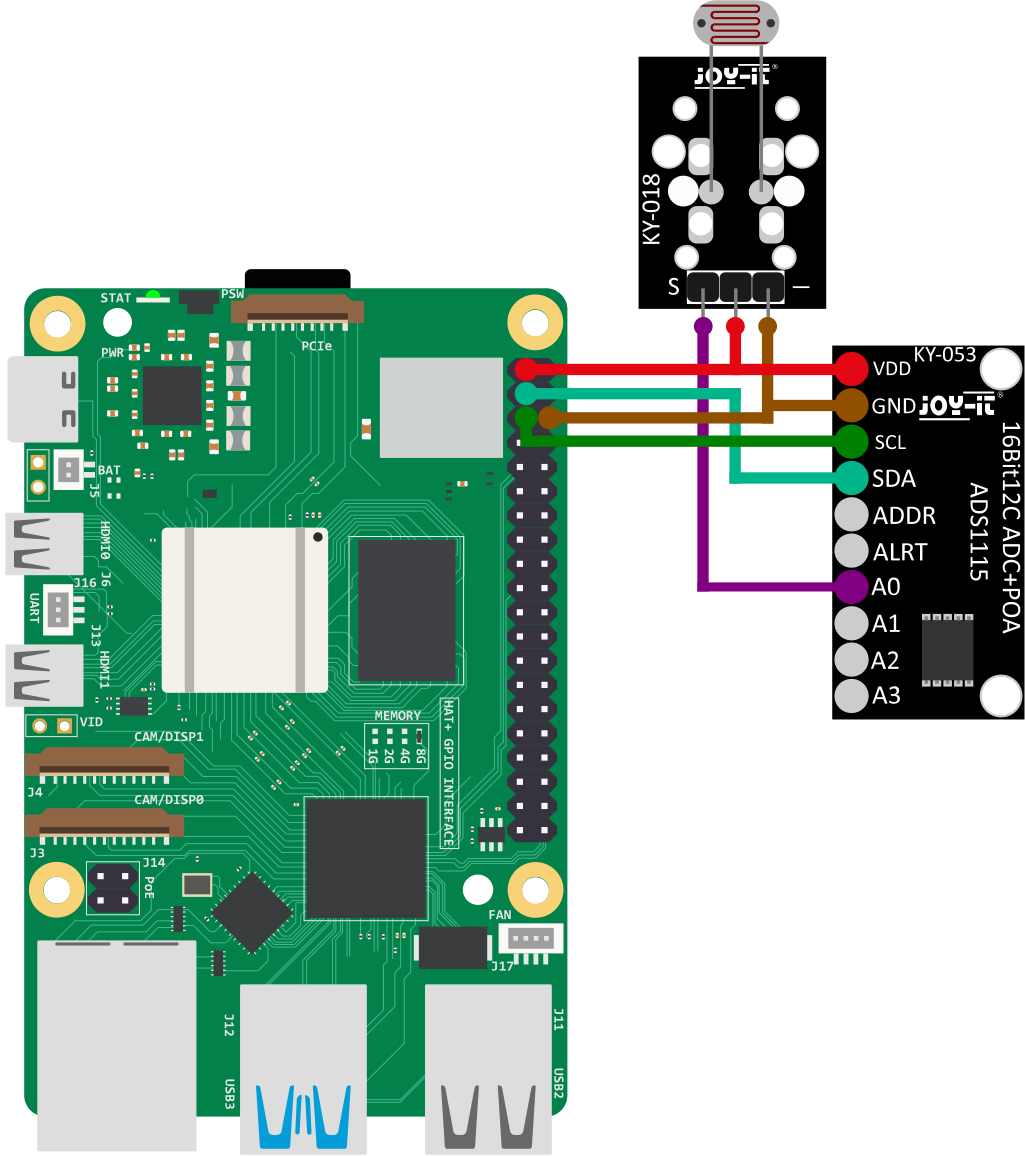 JOY-iT®
KY-018
S
–
STAT
PSW
PCIe
PWR
BAT
J5
HDMI0
J6
J16
UART
J13
HDMI1
VID
CAM/DISP1
J4
CAM/DISP0
J3
J14
PoE
MEMORY
1G
2G
4G
8G
HAT+ GPIO INTERFACE
FAN
J17
J12
J11
USB3
USB2
KY-053
VDD
GND
JOY-iT®
SCL
SDA
ADDR
ALRT
A0
A1
A2
A3
16Bit12C ADC+POA
ADS1115